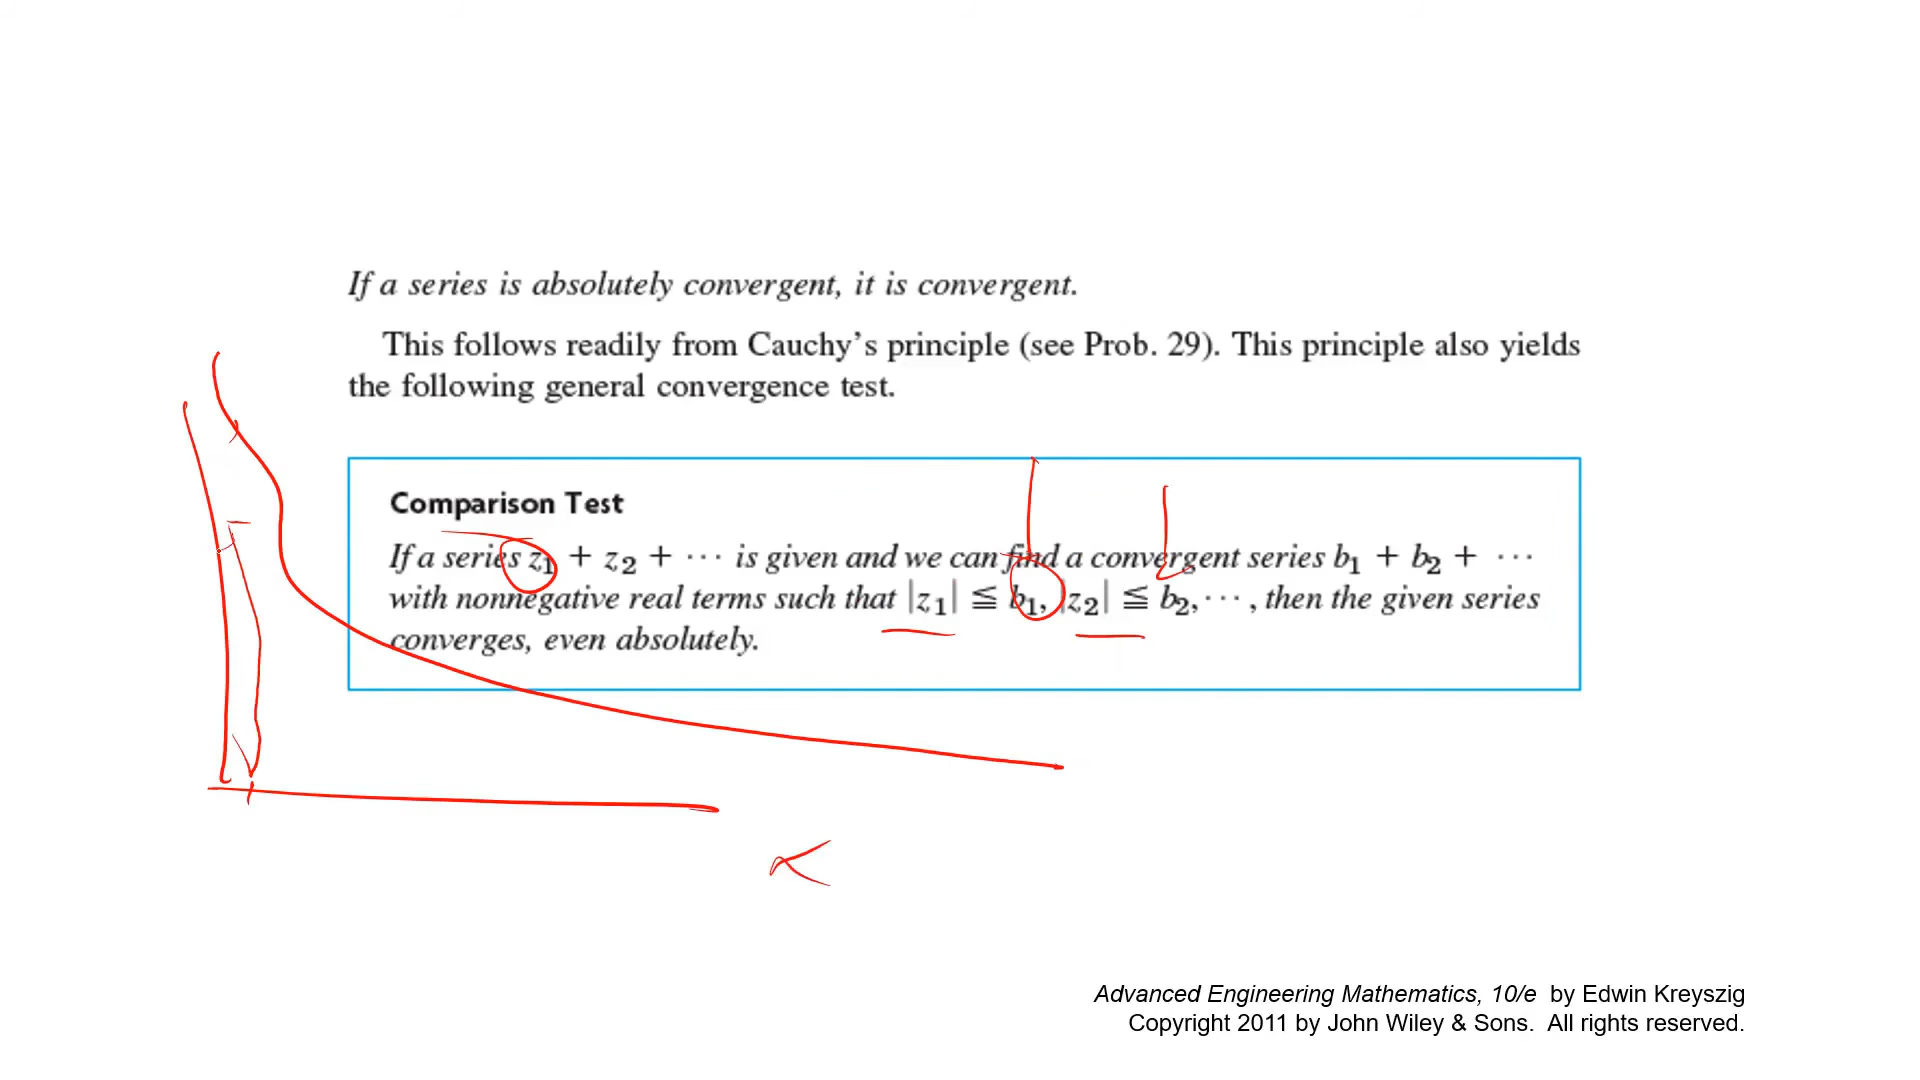 If a series is absolutely convergent, it is convergent.
This follows readily from Cauchy’s principle (see Prob. 29). This principle also yields
the following general convergence test.
Comparison Test
If a series z₁ + z₂ + ··· is given and we can find a convergent series b₁ + b₂ + ···
with nonnegative real terms such that |z₁| ≦ b₁, |z₂| ≦ b₂, ··· , then the given series
converges, even absolutely.
<
Advanced Engineering Mathematics, 10/e by Edwin Kreyszig
Copyright 2011 by John Wiley & Sons. All rights reserved.